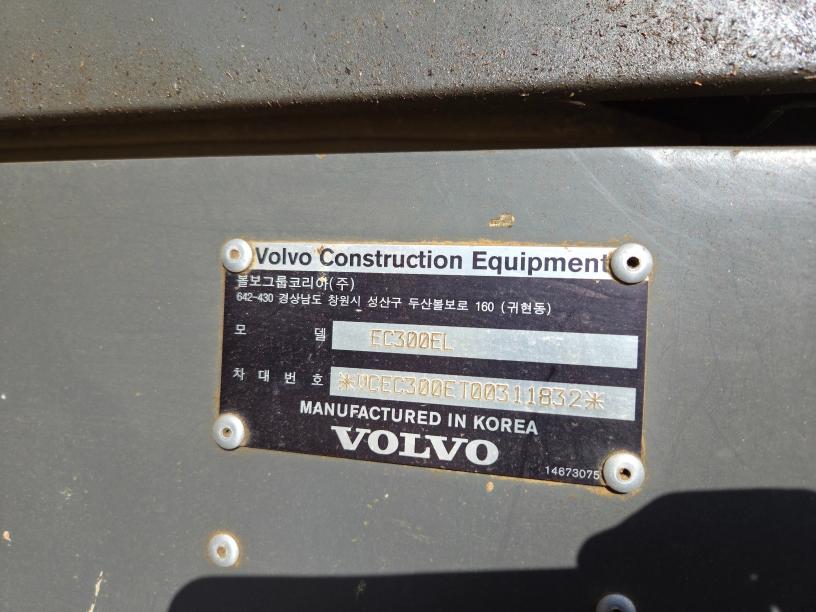 Volvo Construction Equipment
볼보그룹코리아(주)
642-430 경상남도 창원시 성산구 두산볼보로 160 (귀현동)
모 델 EC300EL
차 대 번 호 *VCEC300ET00311832*
MANUFACTURED IN KOREA
VOLVO
14673075